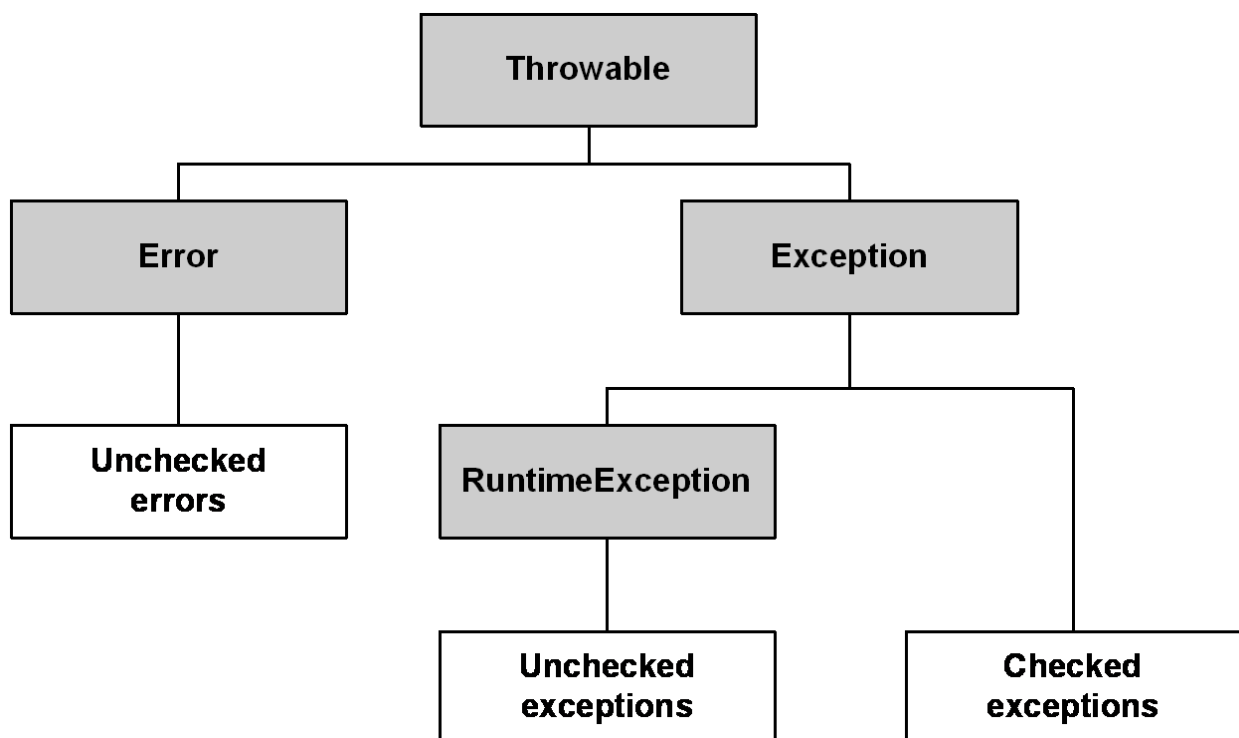 Throwable
Error
Exception
Unchecked
errors
RuntimeException
Unchecked
exceptions
Checked
exceptions